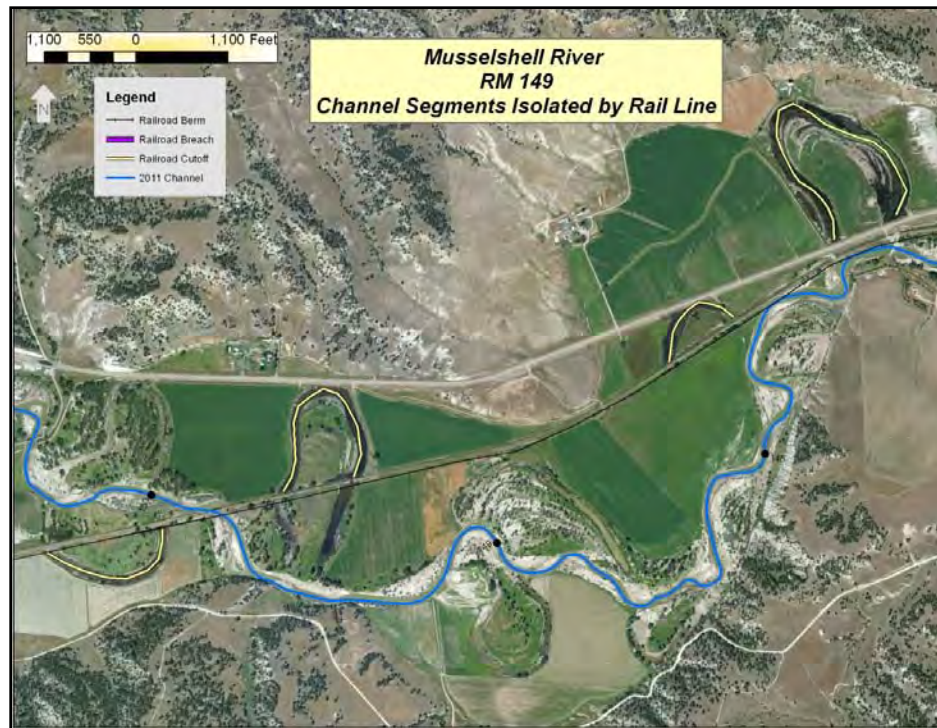 1,100 550 0 1,100 Feet
Musselshell River
RM 149
Channel Segments Isolated by Rail Line
N
Legend
Railroad Berm
Railroad Breach
Railroad Cutoff
2011 Channel